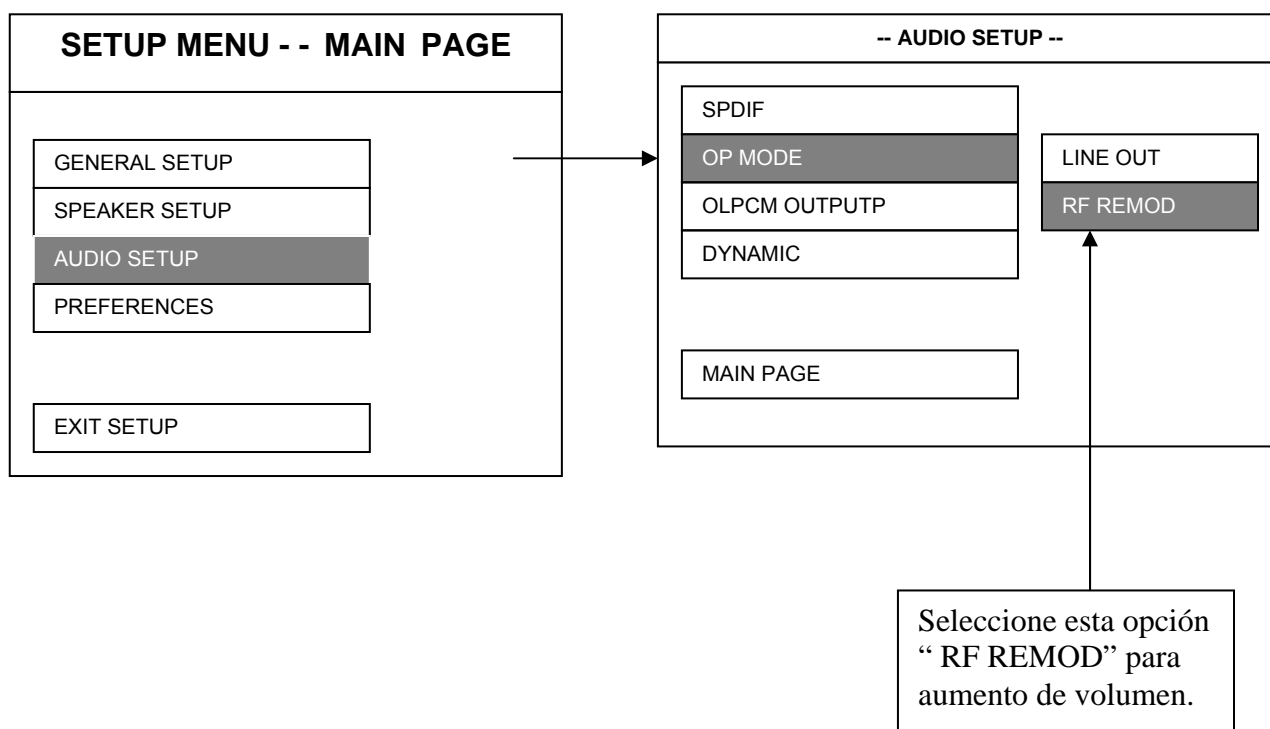 SETUP MENU - - MAIN PAGE
GENERAL SETUP
SPEAKER SETUP
AUDIO SETUP
PREFERENCES
EXIT SETUP
-- AUDIO SETUP --
SPDIF
OP MODE
OLPCM OUTPUTP
DYNAMIC
MAIN PAGE
LINE OUT
RF REMOD
Seleccione esta opción
“ RF REMOD” para
aumento de volumen.